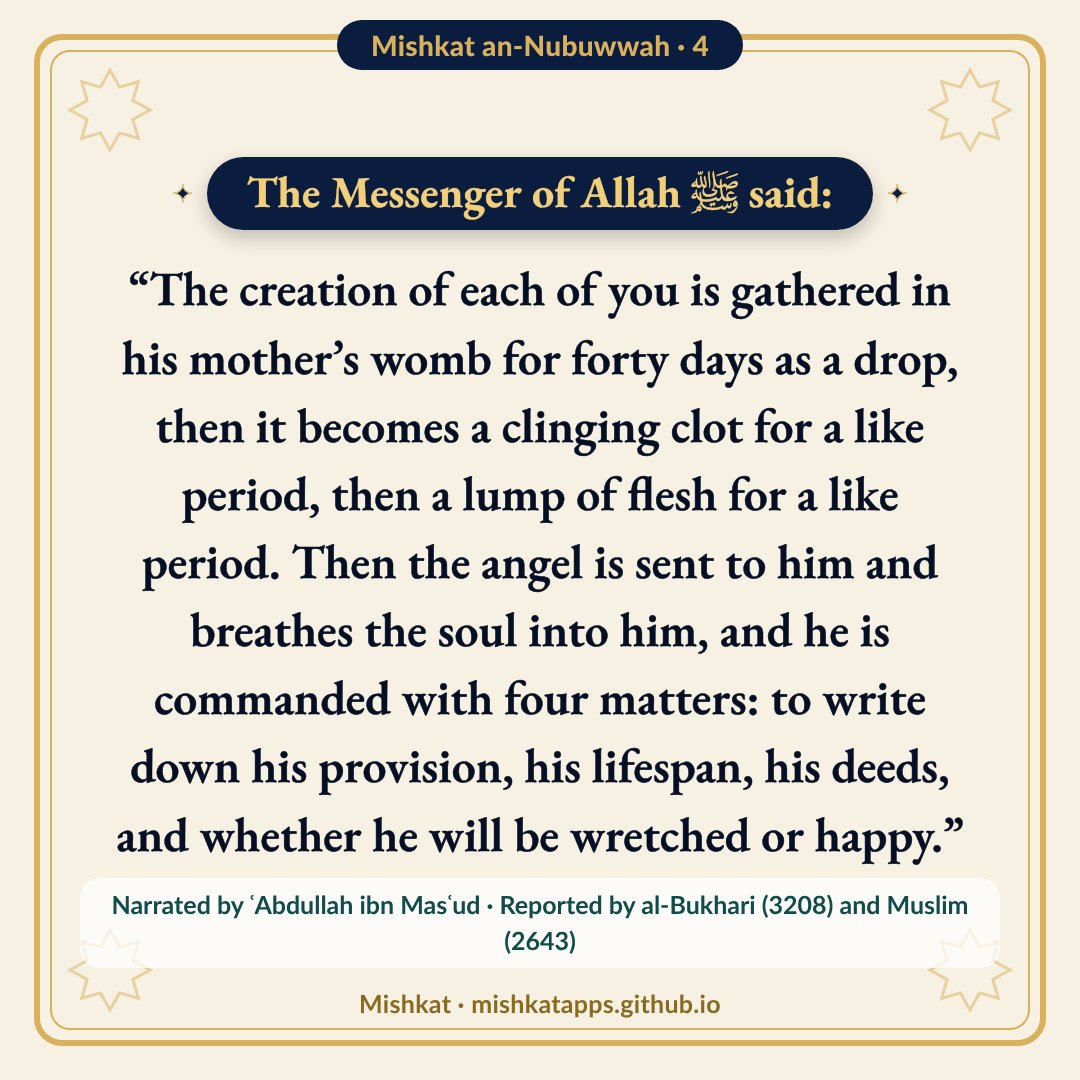 Mishkat an-Nubuwwah · 4
The Messenger of Allah ﷺ said:
“The creation of each of you is gathered in
his mother’s womb for forty days as a drop,
then it becomes a clinging clot for a like
period, then a lump of flesh for a like
period. Then the angel is sent to him and
breathes the soul into him, and he is
commanded with four matters: to write
down his provision, his lifespan, his deeds,
and whether he will be wretched or happy.”
Narrated by ʿAbdullah ibn Masʿud · Reported by al-Bukhari (3208) and Muslim
(2643)
Mishkat · mishkatapps.github.io